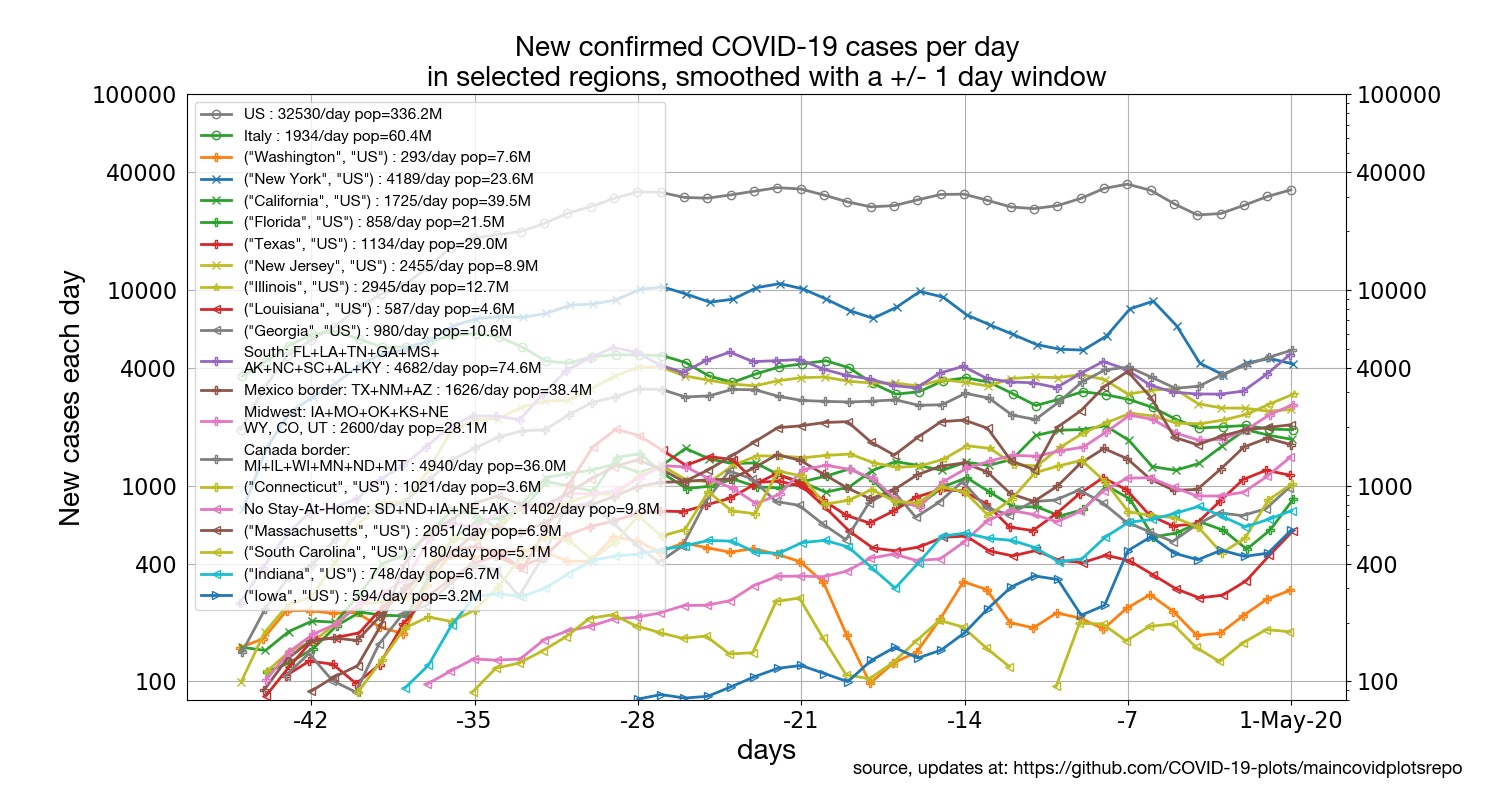 New confirmed COVID-19 cases per day
in selected regions, smoothed with a +/- 1 day window
100000
40000
10000
4000
1000
400
100
New cases each day
US : 32530/day pop=336.2M
Italy : 1934/day pop=60.4M
("Washington", "US") : 293/day pop=7.6M
("New York", "US") : 4189/day pop=23.6M
("California", "US") : 1725/day pop=39.5M
("Florida", "US") : 858/day pop=21.5M
("Texas", "US") : 1134/day pop=29.0M
("New Jersey", "US") : 2455/day pop=8.9M
("Illinois", "US") : 2945/day pop=12.7M
("Louisiana", "US") : 587/day pop=4.6M
("Georgia", "US") : 980/day pop=10.6M
South: FL+LA+TN+GA+MS+
AK+NC+SC+AL+KY : 4682/day pop=74.6M
Mexico border: TX+NM+AZ : 1626/day pop=38.4M
Midwest: IA+MO+OK+KS+NE
WY, CO, UT : 2600/day pop=28.1M
Canada border:
MI+IL+WI+MN+ND+MT : 4940/day pop=36.0M
("Connecticut", "US") : 1021/day pop=3.6M
No Stay-At-Home: SD+ND+IA+NE+AK : 1402/day pop=9.8M
("Massachusetts", "US") : 2051/day pop=6.9M
("South Carolina", "US") : 180/day pop=5.1M
("Indiana", "US") : 748/day pop=6.7M
("Iowa", "US") : 594/day pop=3.2M
100000
40000
10000
4000
1000
400
100
-42
-35
-28
-21
-14
-7
1-May-20
days
source, updates at: https://github.com/COVID-19-plots/maincovidplotsrepo